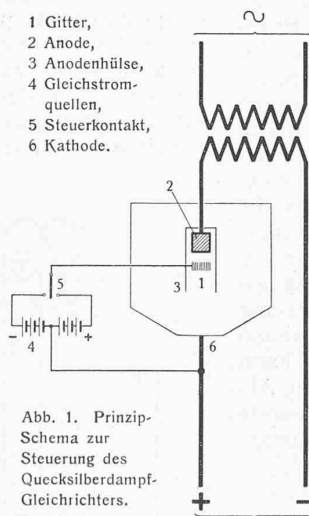 1 Gitter,
2 Anode,
3 Anodenhülse,
4 Gleichstrom-
quellen,
5 Steuerkontakt,
6 Kathode.
~
2
3
1
5
- 4 +
6
Abb. 1. Prinzip-
Schema zur
Steuerung des
Quecksilberdampf-
Gleichrichters.
+ −